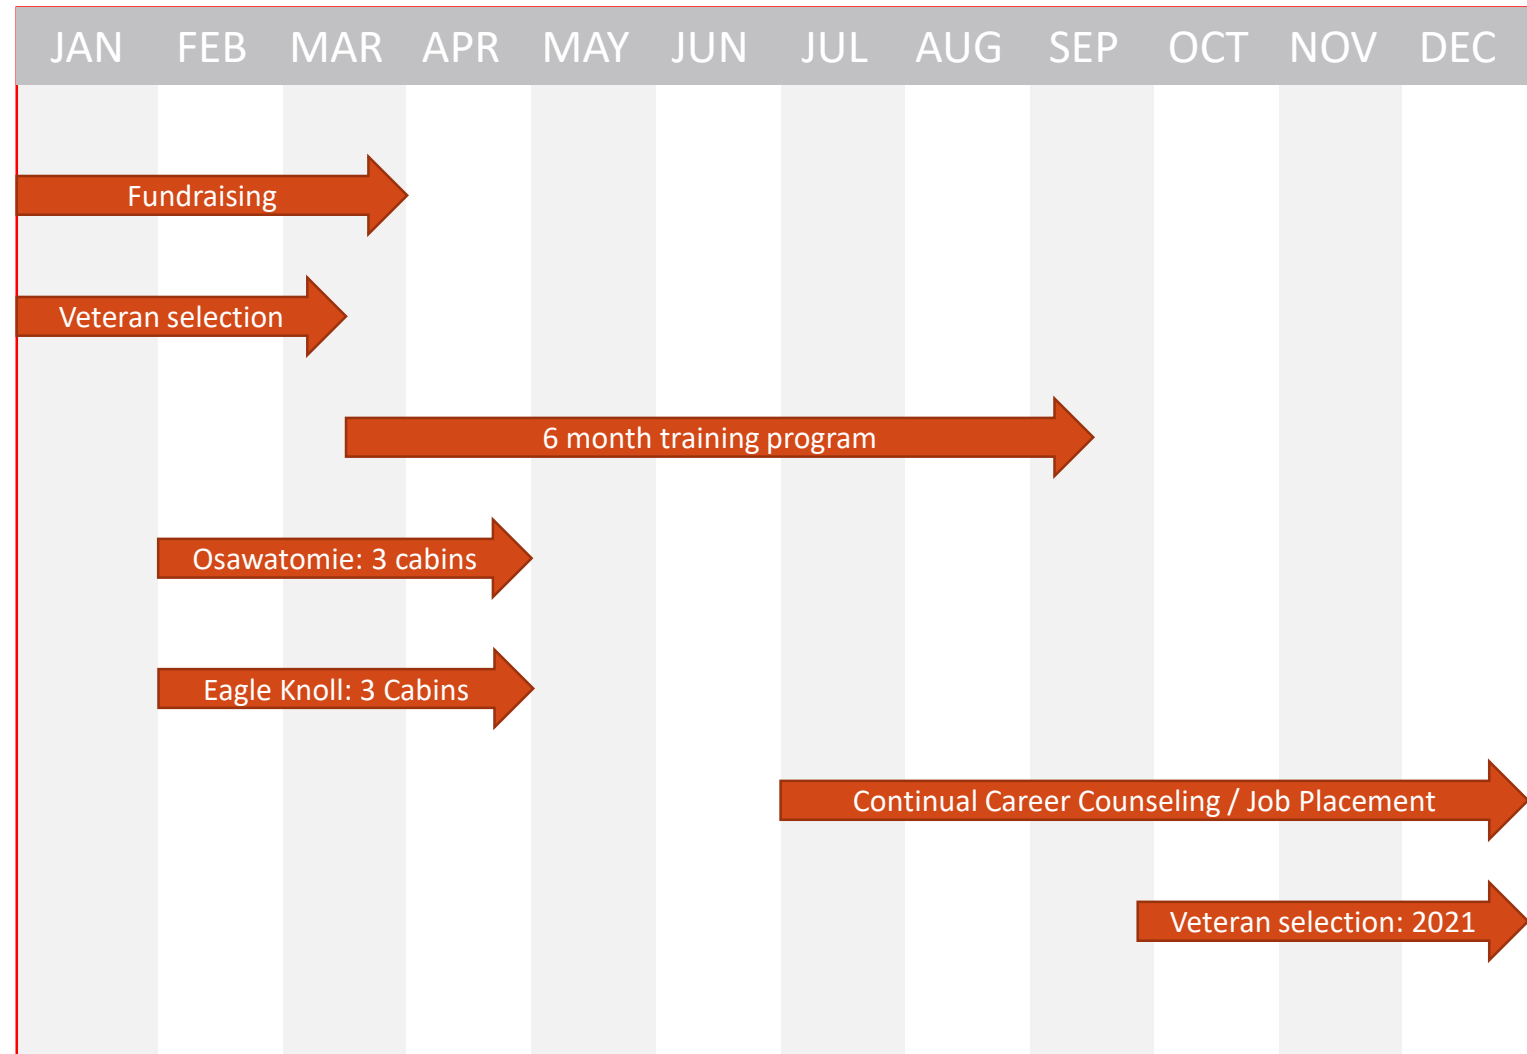 JAN FEB MAR APR MAY JUN JUL AUG SEP OCT NOV DEC
Fundraising
Veteran selection
6 month training program
Osawatomie: 3 cabins
Eagle Knoll: 3 Cabins
Continual Career Counseling / Job Placement
Veteran selection: 2021